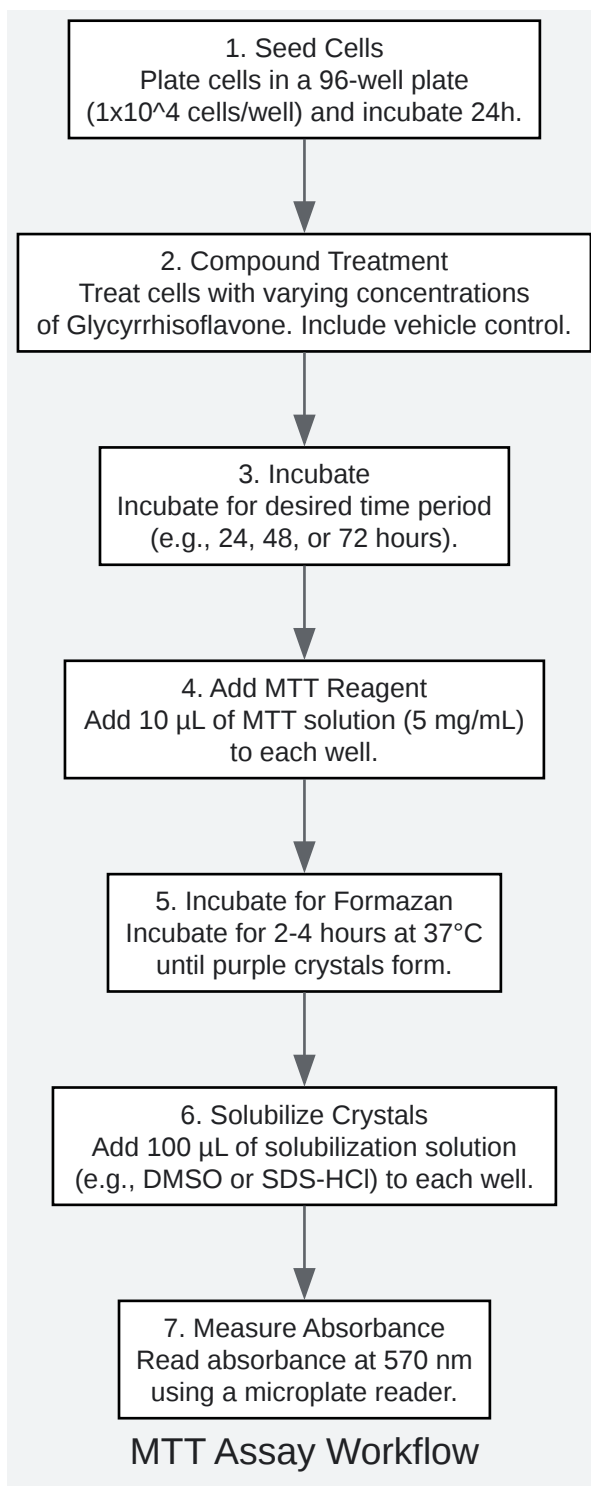 1. Seed Cells
Plate cells in a 96-well plate
(1x10^4 cells/well) and incubate 24h.
2. Compound Treatment
Treat cells with varying concentrations
of Glycyrrhisoflavone. Include vehicle control.
3. Incubate
Incubate for desired time period
(e.g., 24, 48, or 72 hours).
4. Add MTT Reagent
Add 10 µL of MTT solution (5 mg/mL)
to each well.
5. Incubate for Formazan
Incubate for 2-4 hours at 37°C
until purple crystals form.
6. Solubilize Crystals
Add 100 µL of solubilization solution
(e.g., DMSO or SDS-HCl) to each well.
7. Measure Absorbance
Read absorbance at 570 nm
using a microplate reader.
MTT Assay Workflow